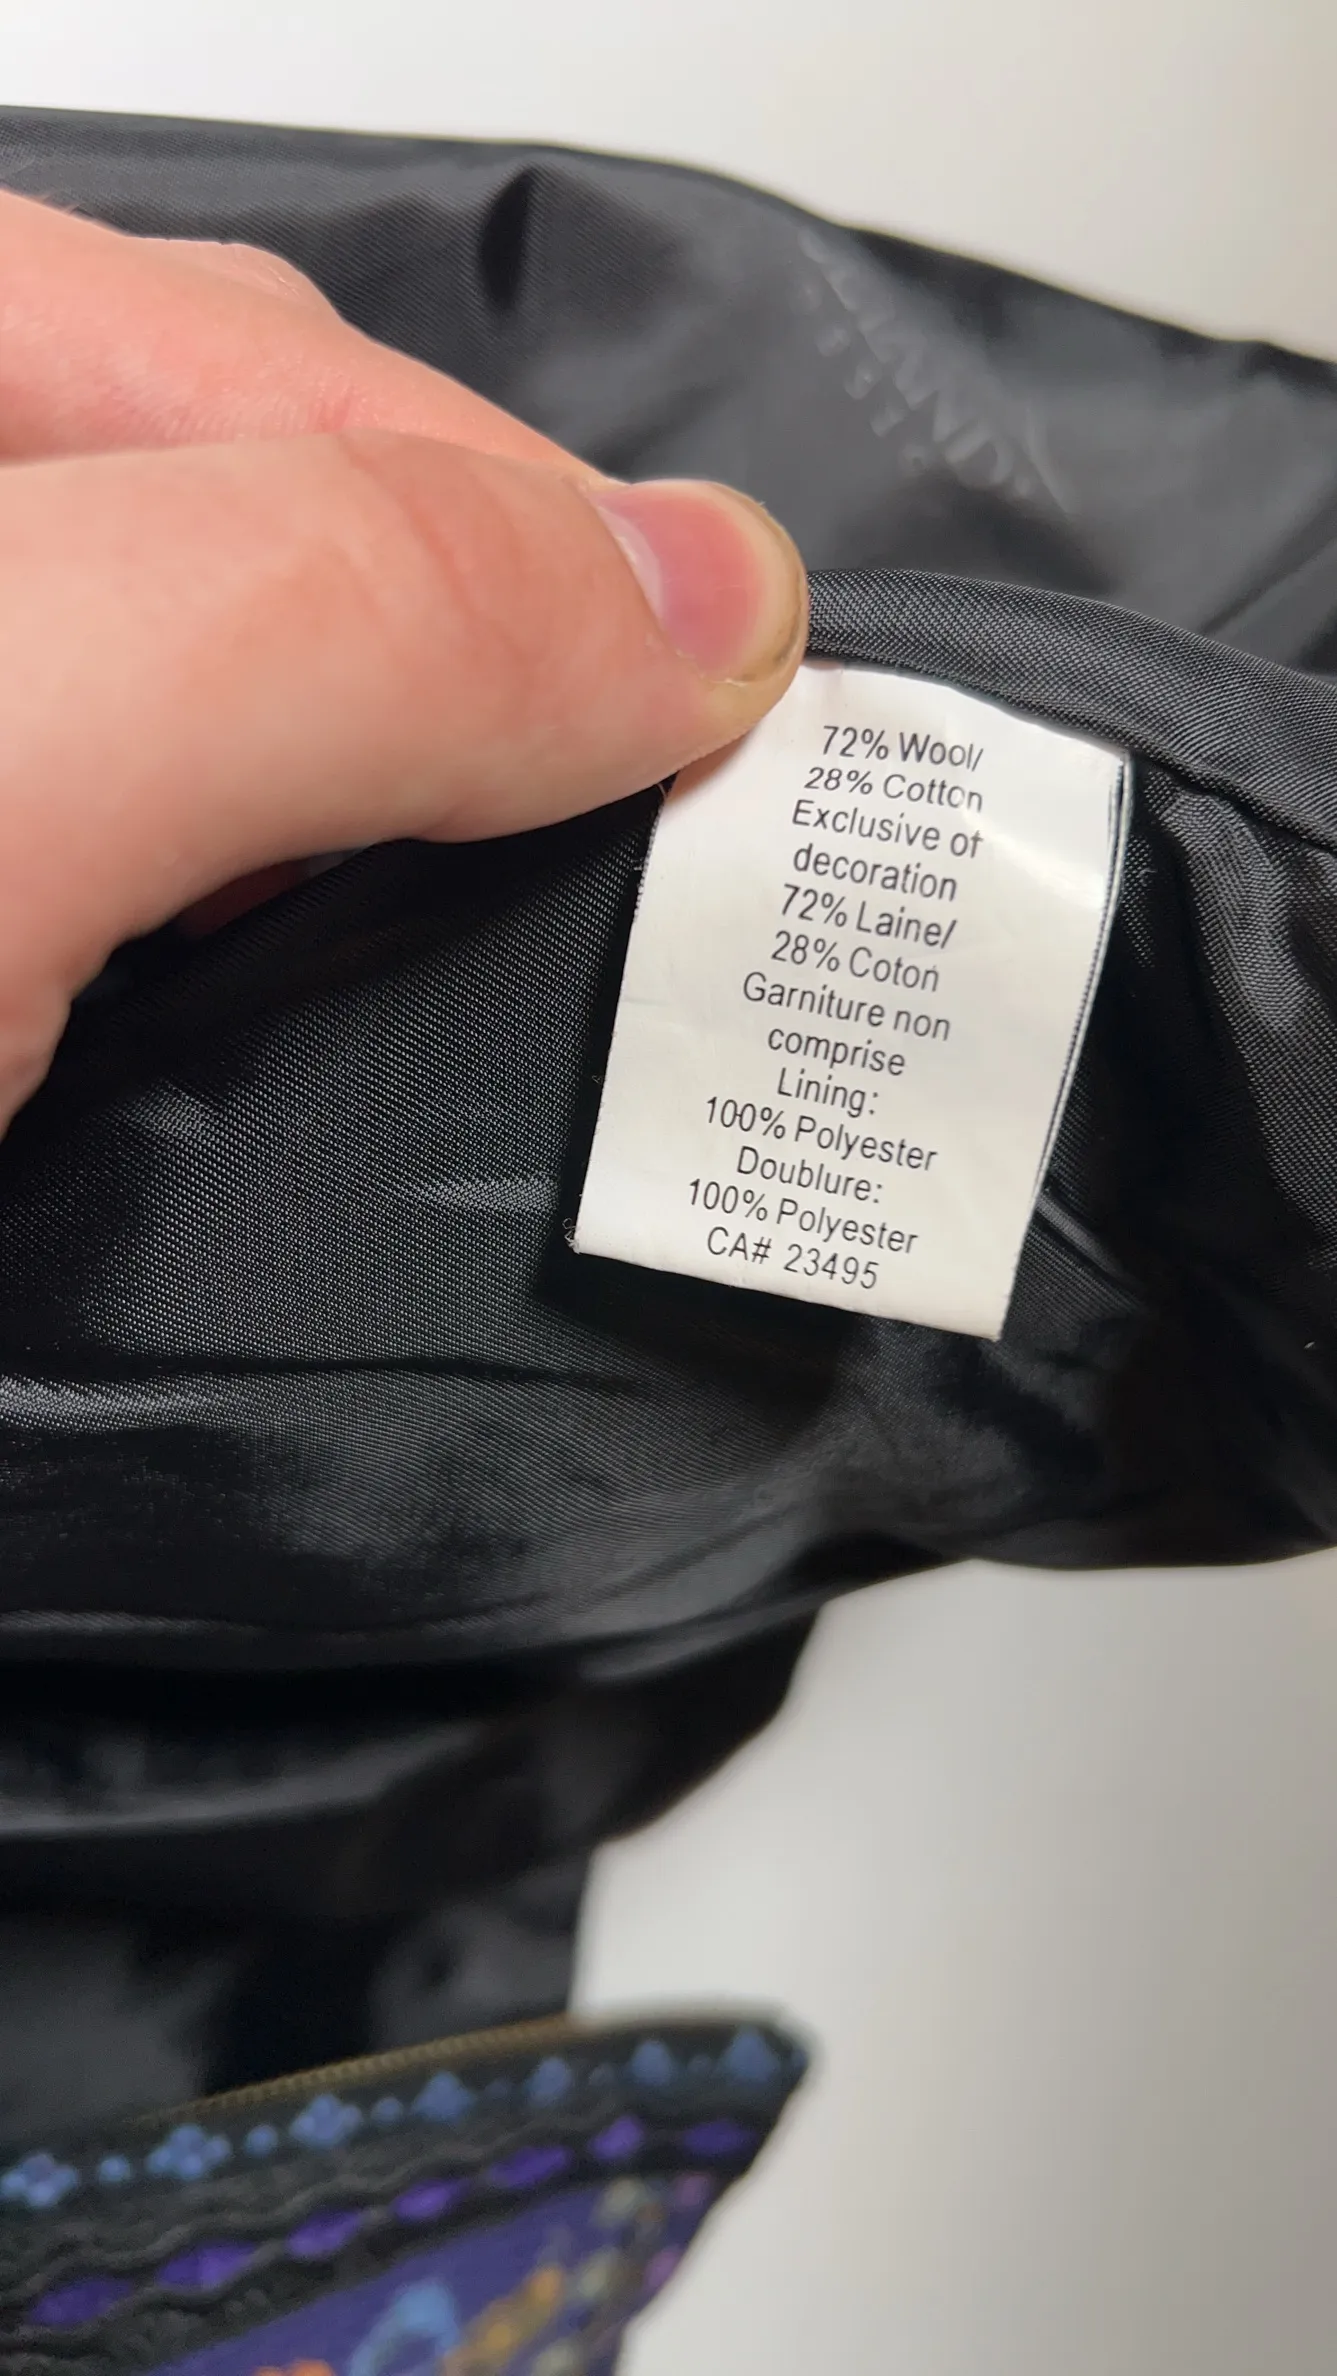 72% Wool/
28% Cotton
Exclusive of
decoration
72% Laine/
28% Coton
Garniture non
comprise
Lining:
100% Polyester
Doublure:
100% Polyester
CA# 23495